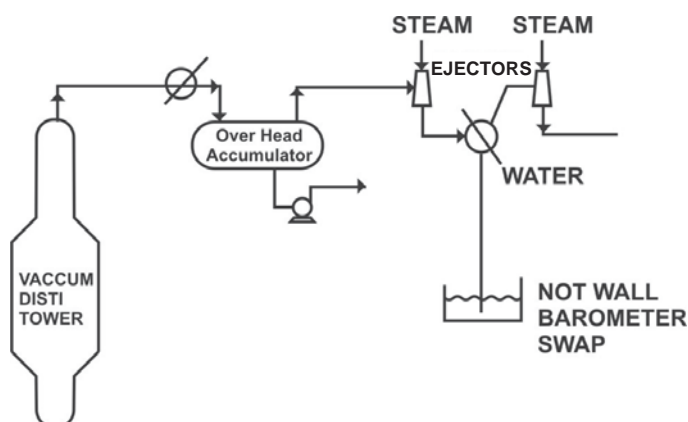 STEAM
STEAM
EJECTORS
Over Head
Accumulator
WATER
VACCUM
DISTI
TOWER
NOT WALL
BAROMETER
SWAP